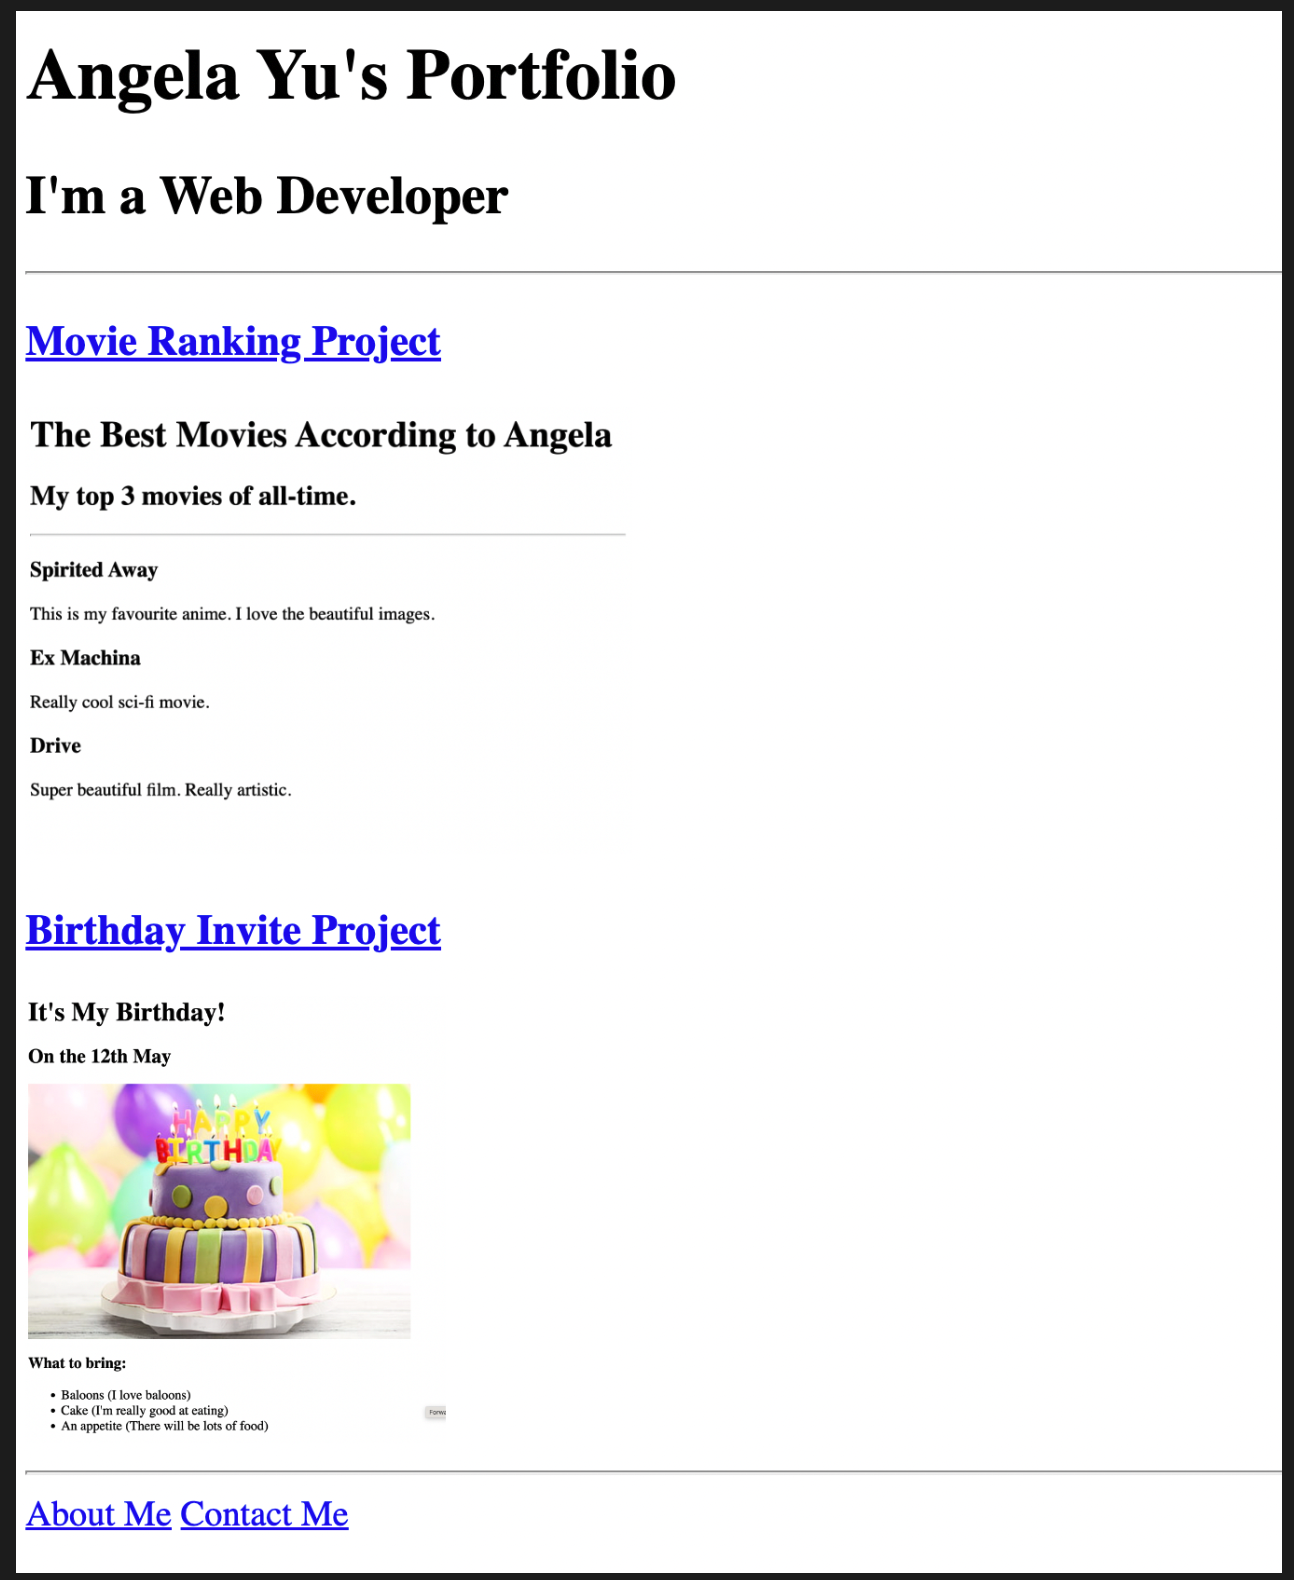 Angela Yu's Portfolio
I'm a Web Developer
Movie Ranking Project
The Best Movies According to Angela
My top 3 movies of all-time.
Spirited Away
This is my favourite anime. I love the beautiful images.
Ex Machina
Really cool sci-fi movie.
Drive
Super beautiful film. Really artistic.
Birthday Invite Project
It's My Birthday!
On the 12th May
HAPPY
BIRTHDAY
What to bring:
• Baloons (I love baloons)
• Cake (I'm really good at eating)
• An appetite (There will be lots of food)
About Me Contact Me